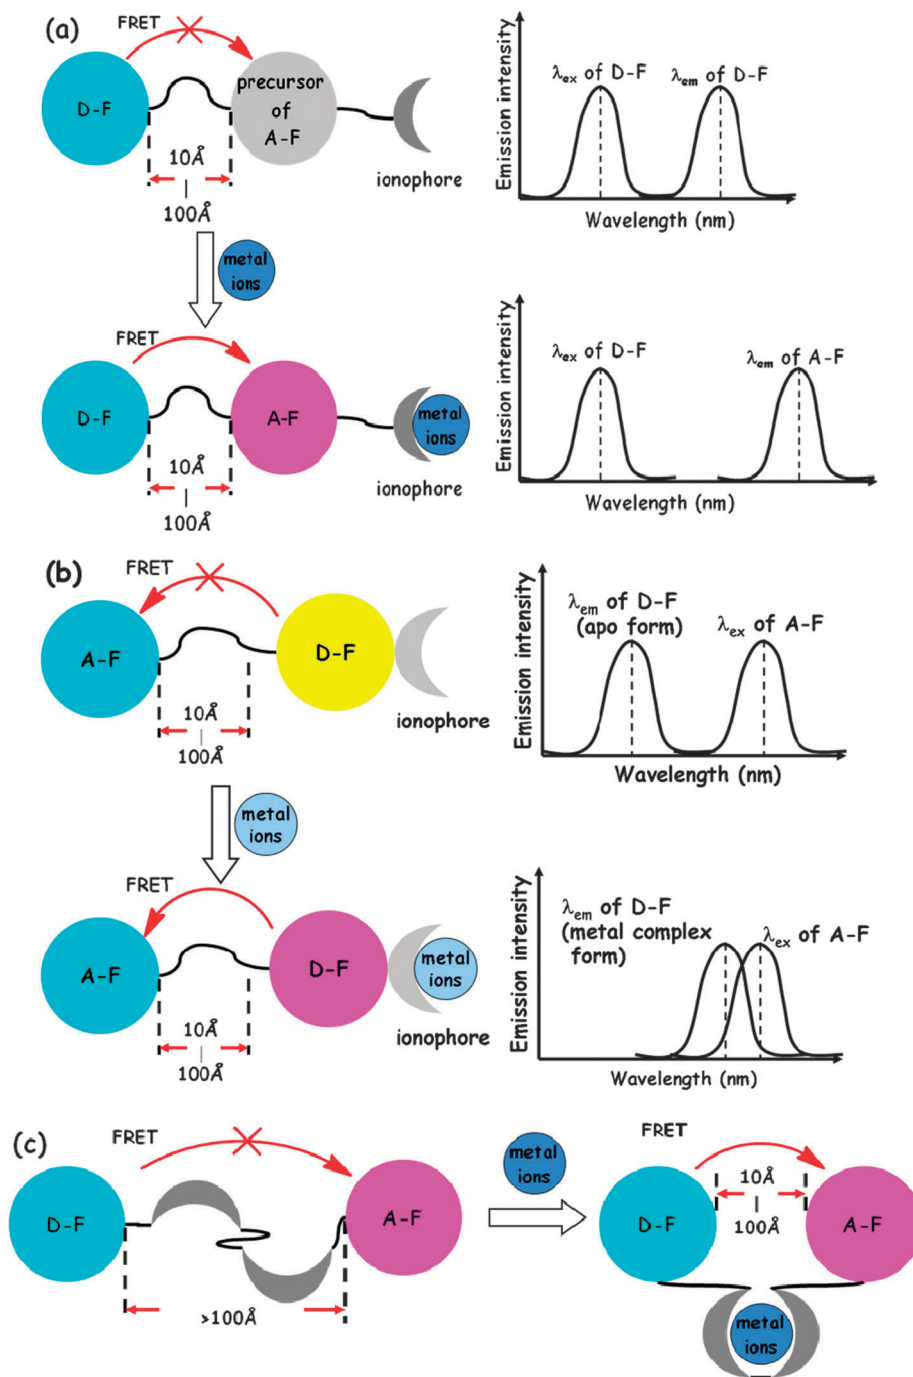 (a)
FRET
D-F
precursor
of
A-F
10Å
100Å
ionophore
Emission intensity
λex of D-F
λem of D-F
Wavelength (nm)
metal
ions
FRET
D-F
A-F
metal
ions
10Å
100Å
ionophore
Emission intensity
λex of D-F
λem of A-F
Wavelength (nm)
(b)
FRET
A-F
D-F
10Å
100Å
ionophore
Emission intensity
λem of D-F
(apo form)
λex of A-F
Wavelength (nm)
metal
ions
FRET
A-F
D-F
metal
ions
10Å
100Å
ionophore
Emission intensity
λem of D-F
(metal complex
form)
λex of A-F
Wavelength (nm)
(c)
FRET
D-F
A-F
>100Å
metal
ions
FRET
D-F
10Å
100Å
A-F
metal
ions